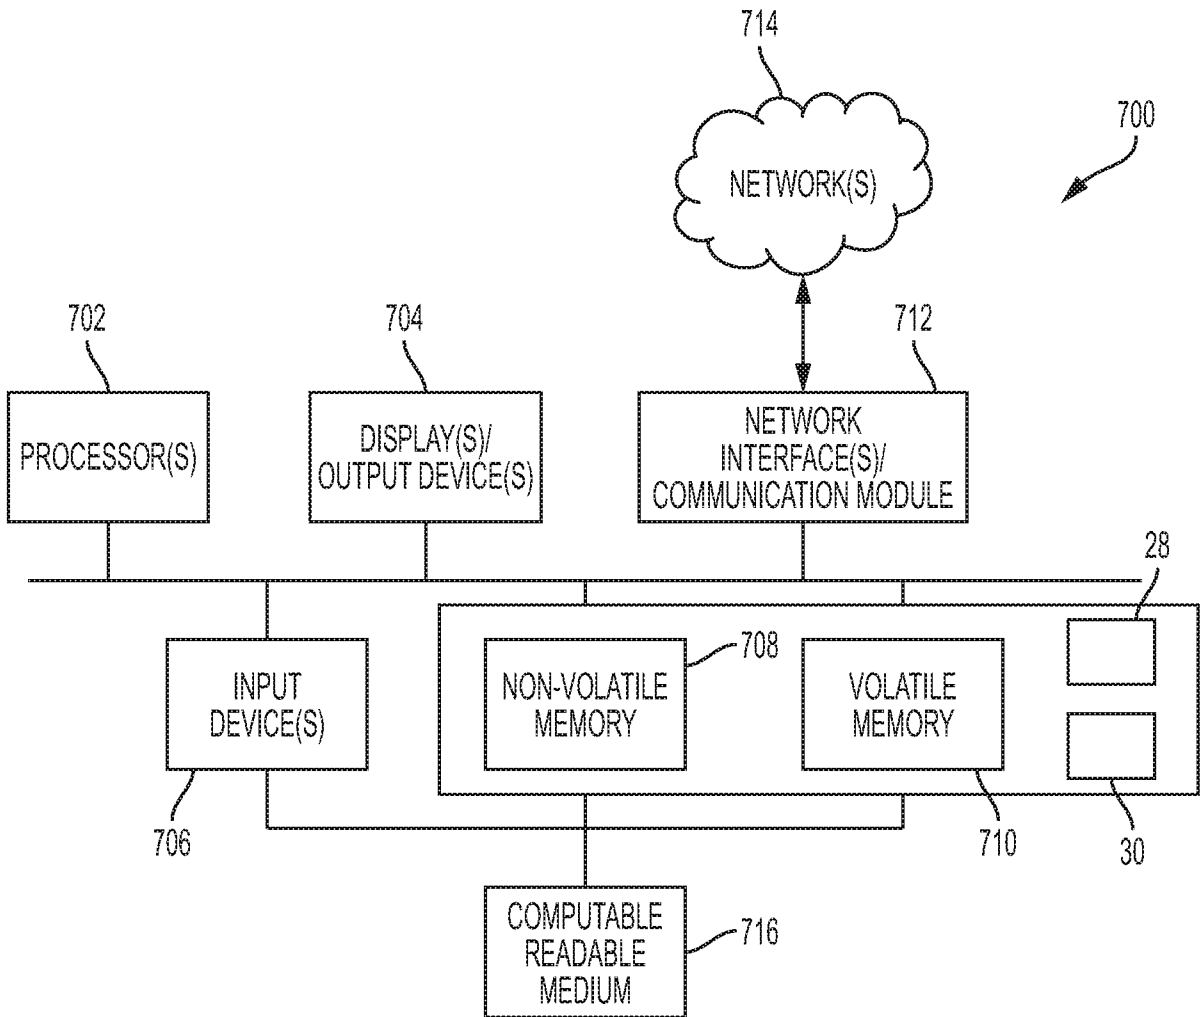 714
700
NETWORK(S)
702
704
712
PROCESSOR(S)
DISPLAY(S)/
OUTPUT DEVICE(S)
NETWORK
INTERFACE(S)/
COMMUNICATION MODULE
28
INPUT
DEVICE(S)
NON-VOLATILE
MEMORY
708
VOLATILE
MEMORY
706
710
30
COMPUTABLE
READABLE
MEDIUM
716